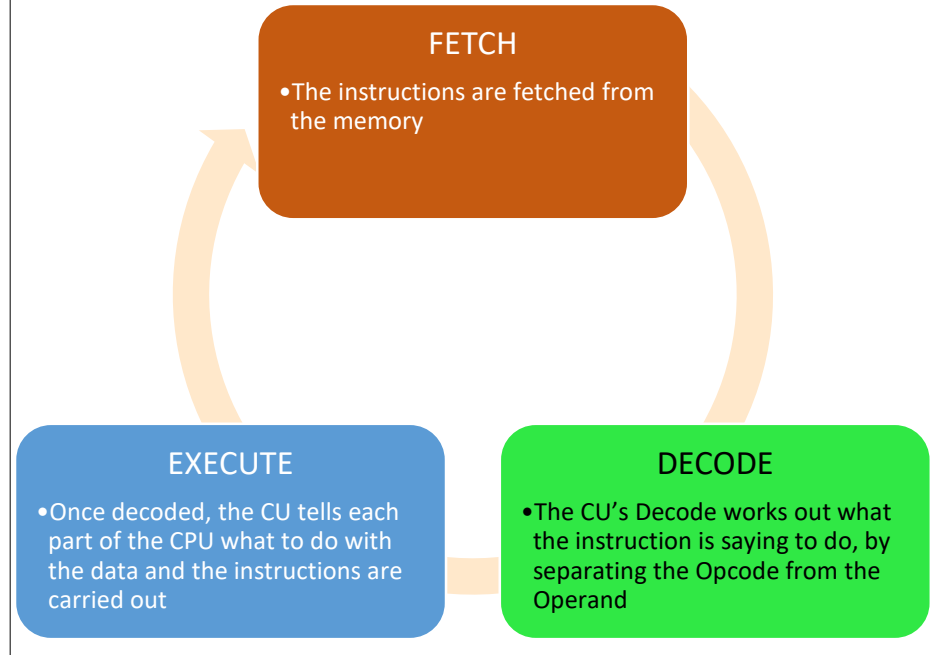 FETCH
•The instructions are fetched from
the memory
EXECUTE
•Once decoded, the CU tells each
part of the CPU what to do with
the data and the instructions are
carried out
DECODE
•The CU’s Decode works out what
the instruction is saying to do, by
separating the Opcode from the
Operand